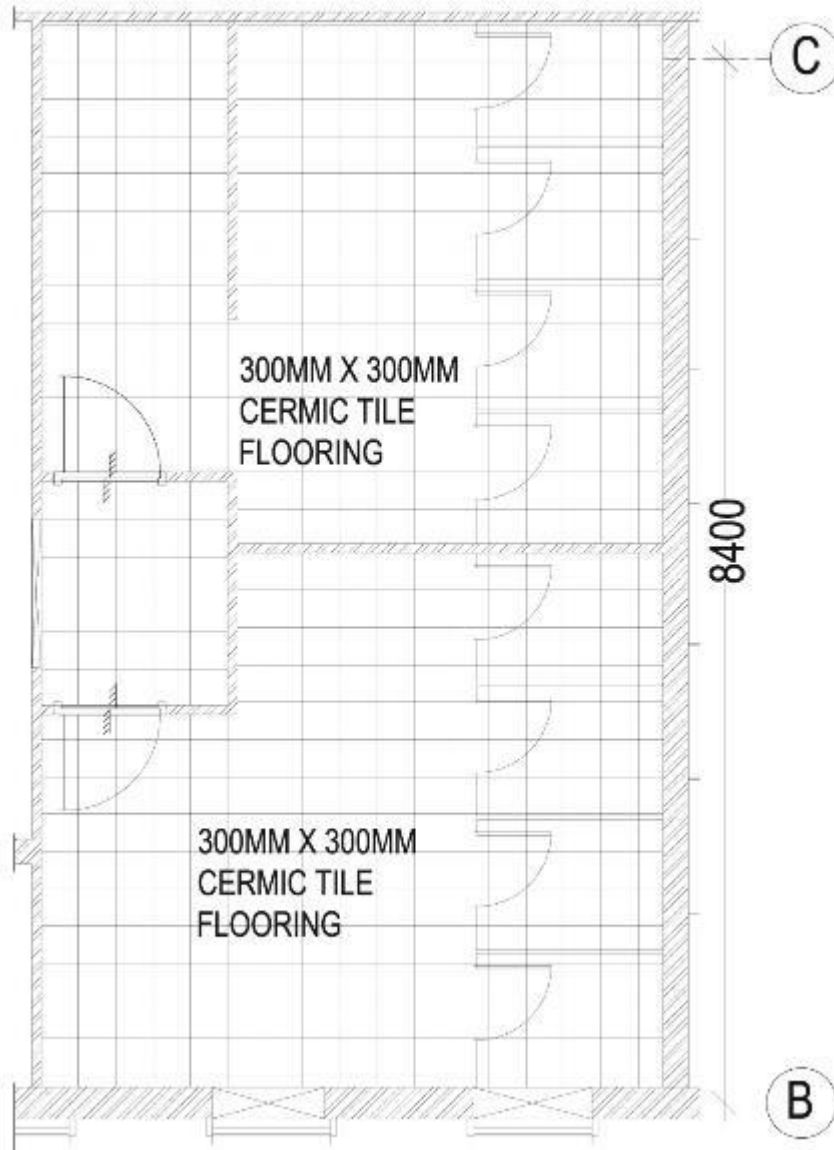 C
300MM X 300MM
CERMIC TILE
FLOORING
8400
300MM X 300MM
CERMIC TILE
FLOORING
B